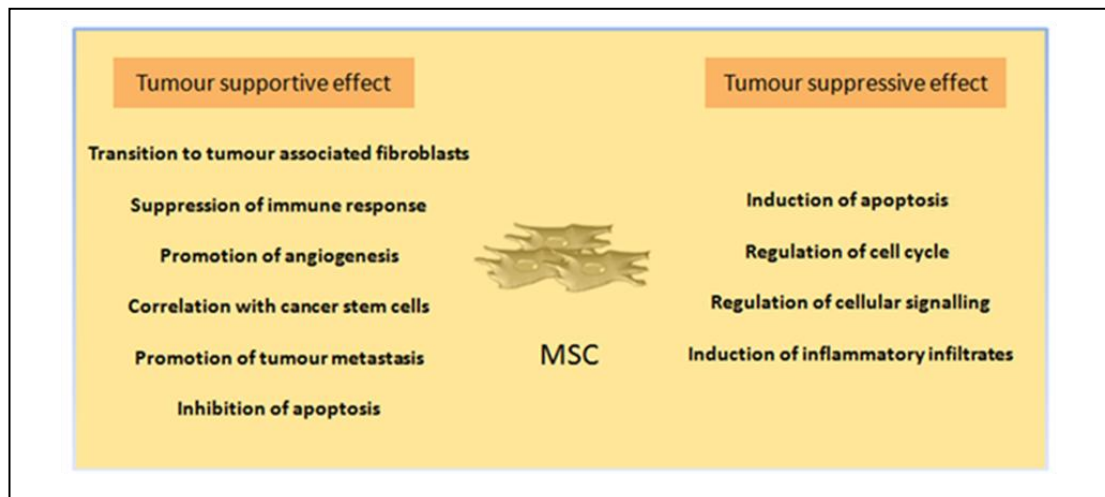 Tumour supportive effect
Transition to tumour associated fibroblasts
Suppression of immune response
Promotion of angiogenesis
Correlation with cancer stem cells
Promotion of tumour metastasis
Inhibition of apoptosis
MSC
Tumour suppressive effect
Induction of apoptosis
Regulation of cell cycle
Regulation of cellular signalling
Induction of inflammatory infiltrates